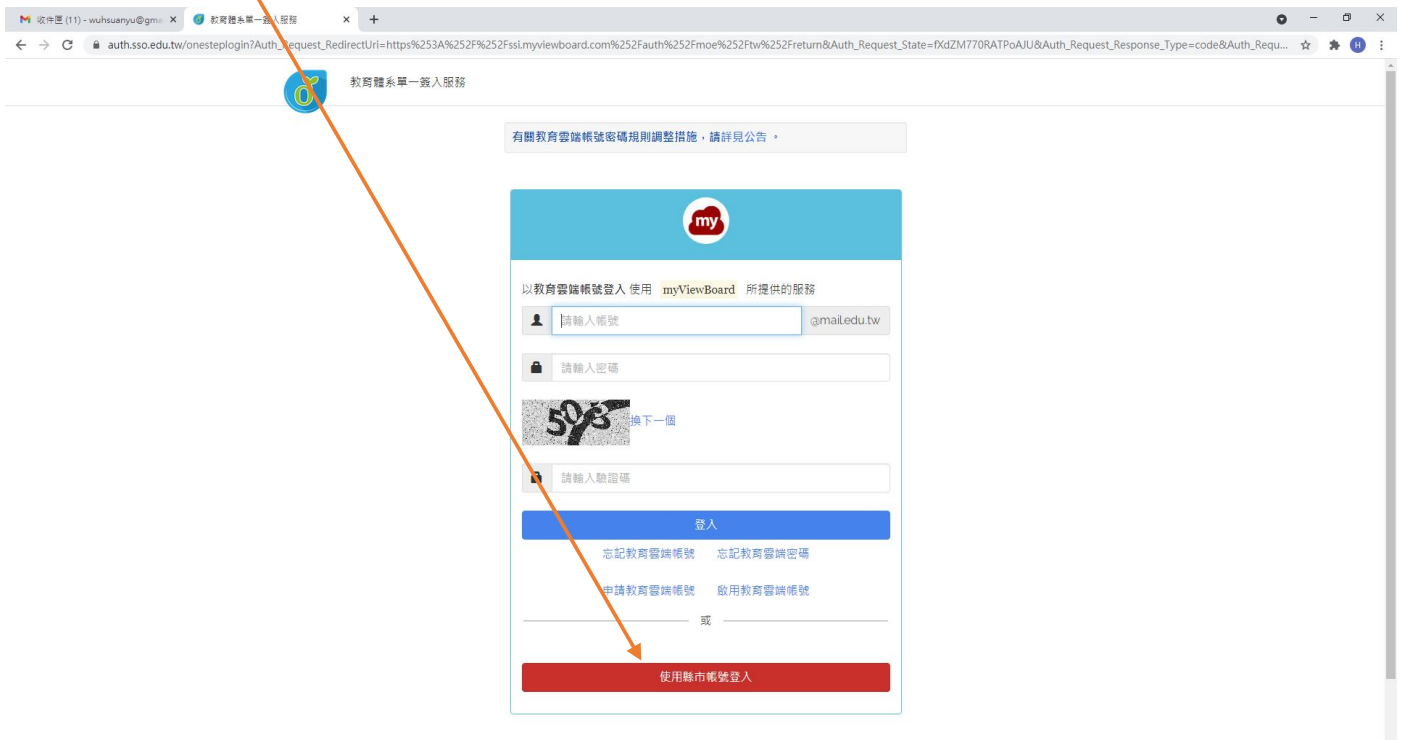 收件匣 (11) - wuhsuanyu@gma
教育體系單一簽入服務
auth.sso.edu.tw/onesteplogin?Auth_Request_RedirectUri=https%253A%252F%252Fssi.myviewboard.com%252Fauth%252Fmoe%252Ftw%252Freturn&Auth_Request_State=fXdZM770RATPoAJU&Auth_Request_Response_Type=code&Auth_Requ...
H
教育體系單一簽入服務
有關教育雲端帳號密碼規則調整措施，請詳見公告 。
my
以教育雲端帳號登入 使用 myViewBoard 所提供的服務
請輸入帳號 @mail.edu.tw
請輸入密碼
換下一個
請輸入驗證碼
登入
忘記教育雲端帳號 忘記教育雲端密碼
申請教育雲端帳號 啟用教育雲端帳號
或
使用縣市帳號登入